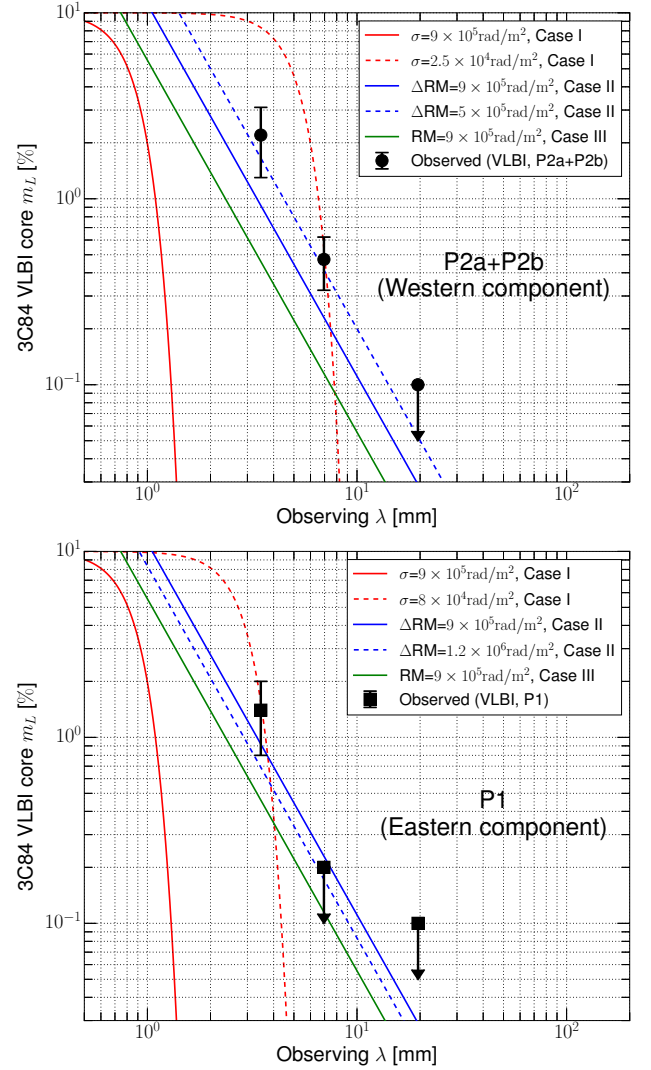 10^1
σ=9 × 10^5rad/m^2, Case I
σ=2.5 × 10^4rad/m^2, Case I
ΔRM=9 × 10^5rad/m^2, Case II
ΔRM=5 × 10^5rad/m^2, Case II
RM=9 × 10^5rad/m^2, Case III
Observed (VLBI, P2a+P2b)
10^0
3C84 VLBI core m_L [%]
P2a+P2b
(Western component)
10^-1
10^0 10^1 10^2
Observing λ [mm]
10^1
σ=9 × 10^5rad/m^2, Case I
σ=8 × 10^4rad/m^2, Case I
ΔRM=9 × 10^5rad/m^2, Case II
ΔRM=1.2 × 10^6rad/m^2, Case II
RM=9 × 10^5rad/m^2, Case III
Observed (VLBI, P1)
10^0
3C84 VLBI core m_L [%]
P1
(Eastern component)
10^-1
10^0 10^1 10^2
Observing λ [mm]